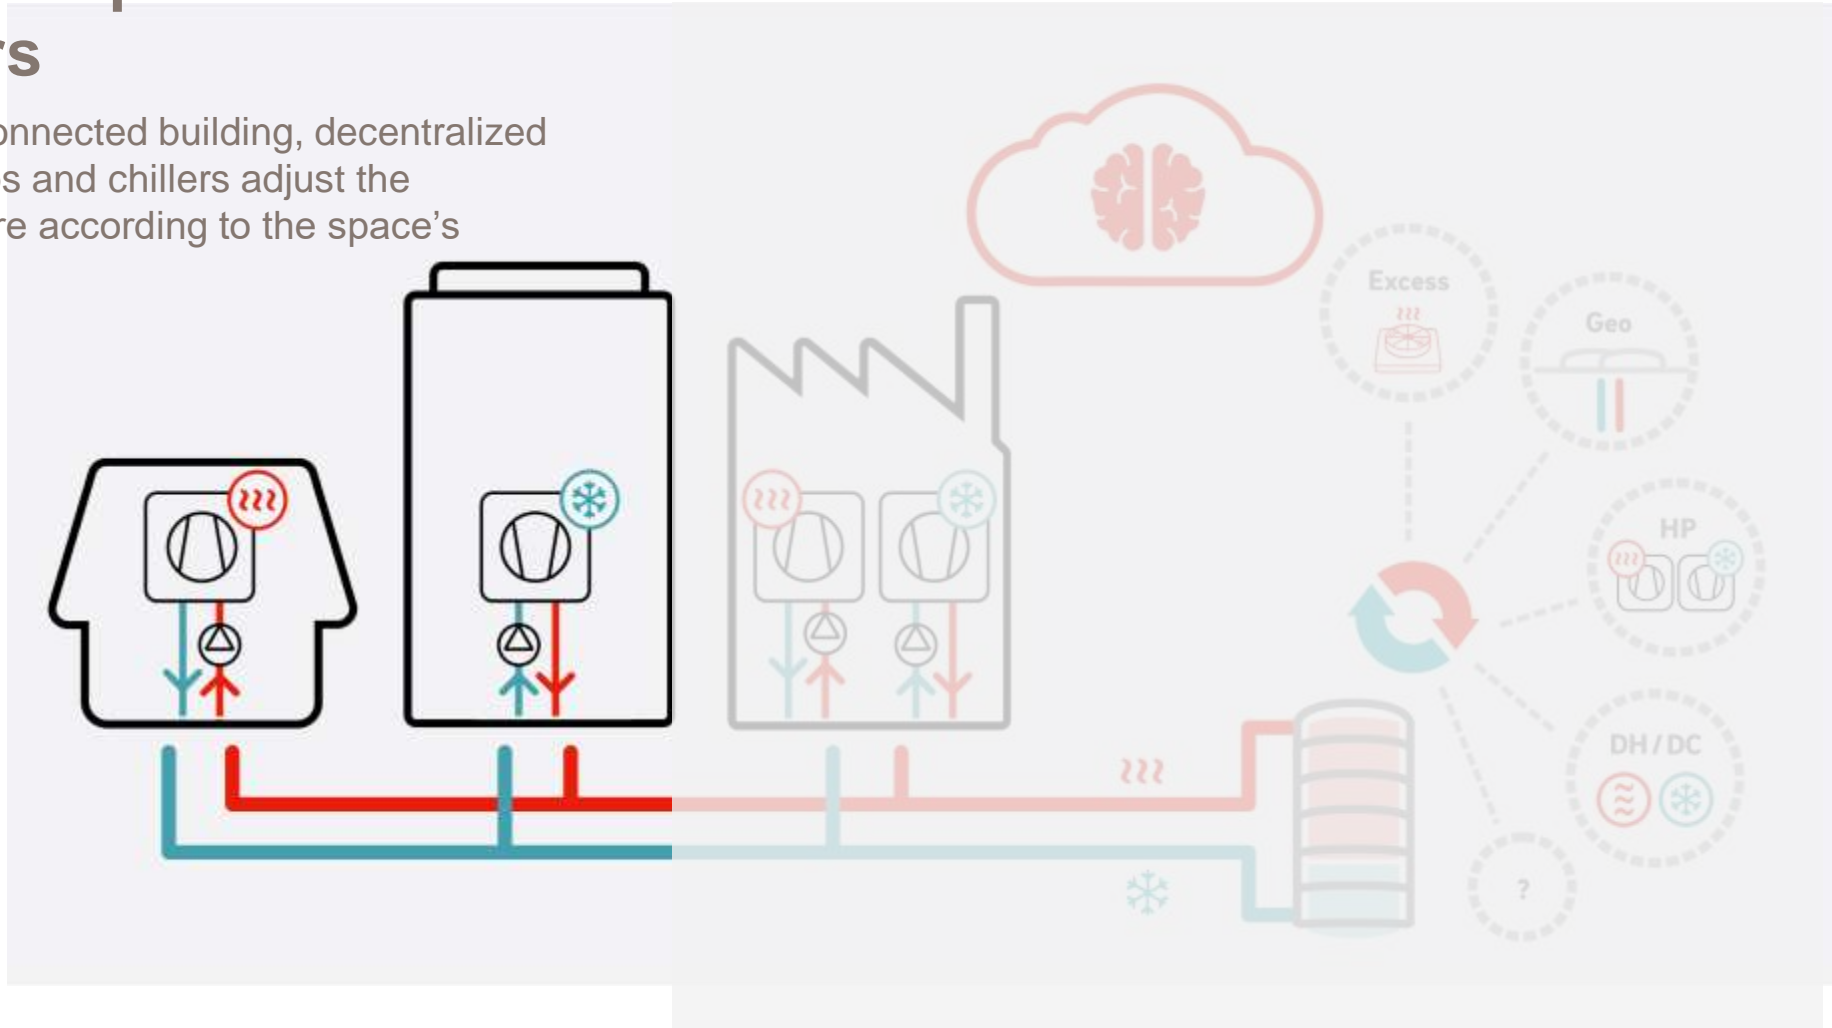 rs
onnected building, decentralized
s and chillers adjust the
re according to the space’s
Excess
Geo
HP
DH / DC
?